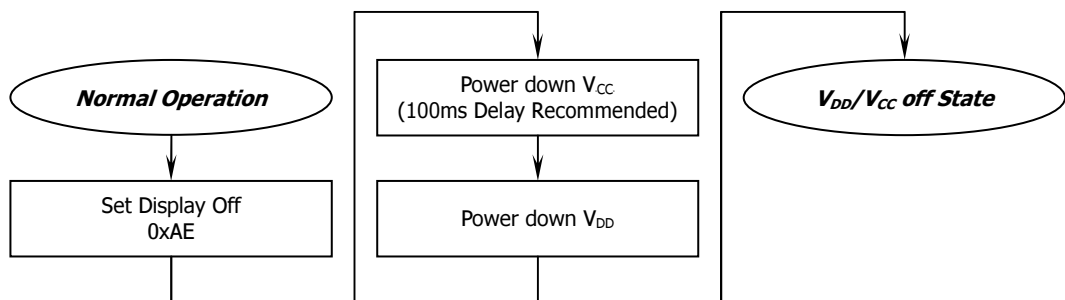 Normal Operation
Set Display Off
0xAE
Power down VCC
(100ms Delay Recommended)
Power down VDD
VDD/VCC off State